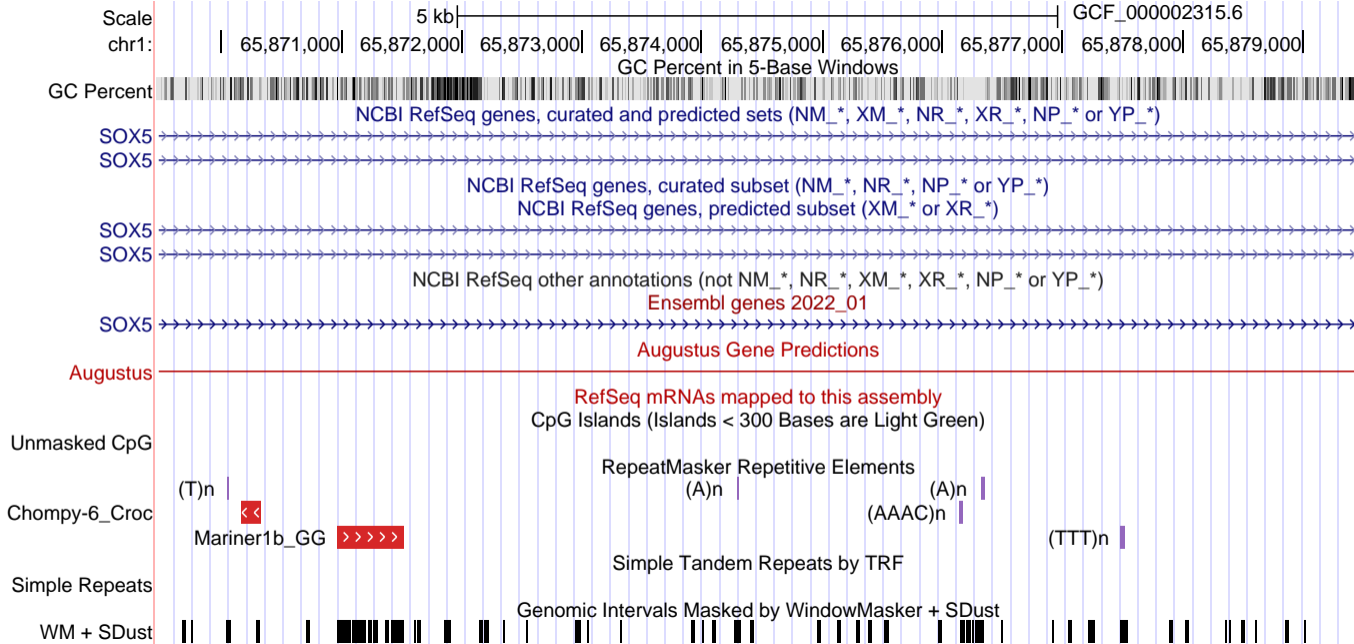 Scale 5 kb GCF_000002315.6
chr1: 65,871,000 65,872,000 65,873,000 65,874,000 65,875,000 65,876,000 65,877,000 65,878,000 65,879,000
GC Percent in 5-Base Windows
GC Percent
NCBI RefSeq genes, curated and predicted sets (NM_*, XM_*, NR_*, XR_*, NP_* or YP_*)
SOX5
SOX5
NCBI RefSeq genes, curated subset (NM_*, NR_*, NP_* or YP_*)
NCBI RefSeq genes, predicted subset (XM_* or XR_*)
SOX5
SOX5
NCBI RefSeq other annotations (not NM_*, NR_*, XM_*, XR_*, NP_* or YP_*)
Ensembl genes 2022_01
SOX5
Augustus Gene Predictions
Augustus
RefSeq mRNAs mapped to this assembly
CpG Islands (Islands < 300 Bases are Light Green)
Unmasked CpG
RepeatMasker Repetitive Elements
(T)n (A)n (A)n
Chompy-6_Croc (AAAC)n
Mariner1b_GG (TTT)n
Simple Tandem Repeats by TRF
Simple Repeats
Genomic Intervals Masked by WindowMasker + SDust
WM + SDust